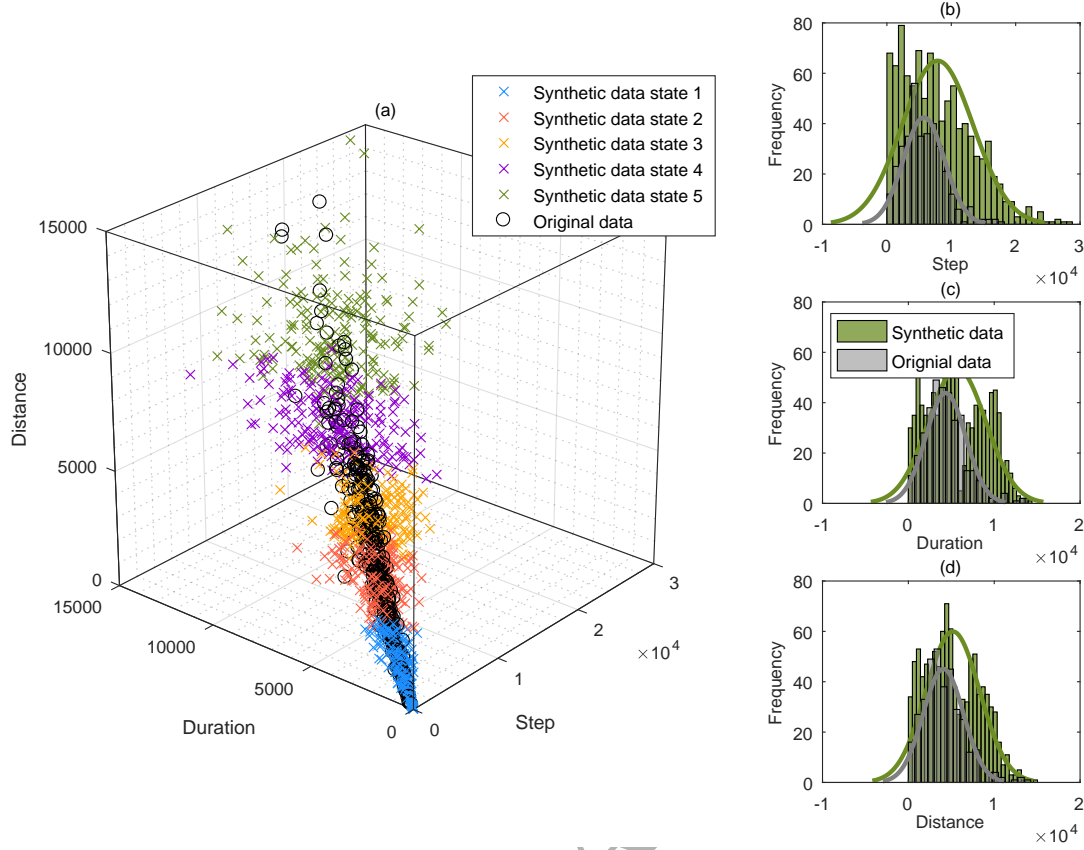 (a)
Synthetic data state 1
Synthetic data state 2
Synthetic data state 3
Synthetic data state 4
Synthetic data state 5
Original data
15000
10000
5000
0
Distance
15000
10000
5000
0
Duration
0
1
2
3
×10^4
Step
(b)
80
60
40
20
0
Frequency
-1 0 1 2 3
Step
×10^4
(c)
Synthetic data
Orignial data
80
60
40
20
0
Frequency
-1 0 1 2
Duration
×10^4
(d)
80
60
40
20
0
Frequency
-1 0 1 2
Distance
×10^4